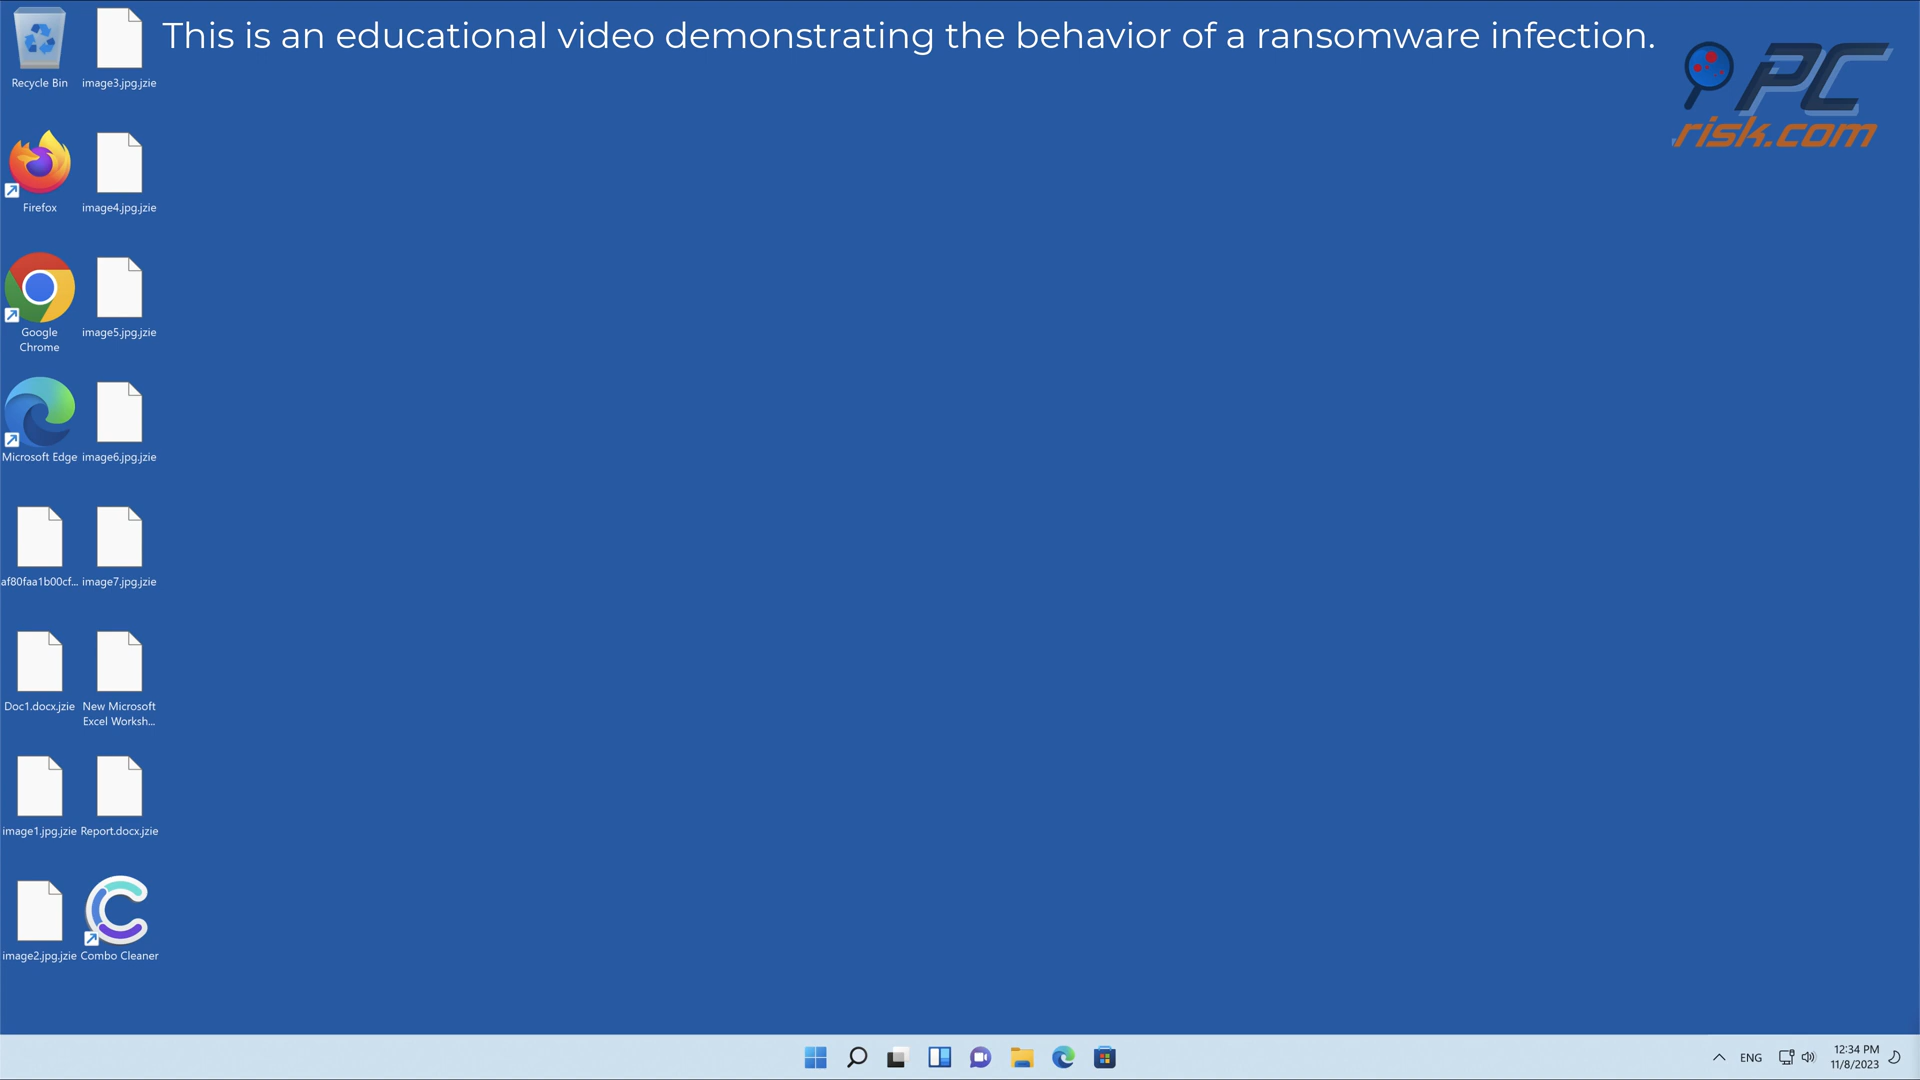 This is an educational video demonstrating the behavior of a ransomware infection.
PC
risk.com
Recycle Bin
image3.jpg.jzie
Firefox
image4.jpg.jzie
Google
Chrome
image5.jpg.jzie
Microsoft Edge
image6.jpg.jzie
af80faa1b00cf...
image7.jpg.jzie
Doc1.docx.jzie
New Microsoft
Excel Worksh...
image1.jpg.jzie
Report.docx.jzie
image2.jpg.jzie
Combo Cleaner
ENG
12:34 PM
11/8/2023